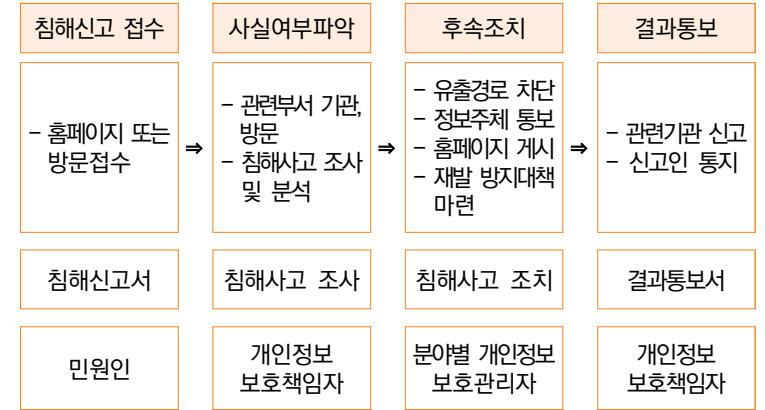 침해신고 접수
사실여부파악
후속조치
결과통보
- 홈페이지 또는
방문접수
⇒
- 관련부서 기관,
방문
- 침해사고 조사
및 분석
⇒
- 유출경로 차단
- 정보주체 통보
- 홈페이지 게시
- 재발 방지대책
마련
⇒
- 관련기관 신고
- 신고인 통지
침해신고서
침해사고 조사
침해사고 조치
결과통보서
민원인
개인정보
보호책임자
분야별 개인정보
보호관리자
개인정보
보호책임자